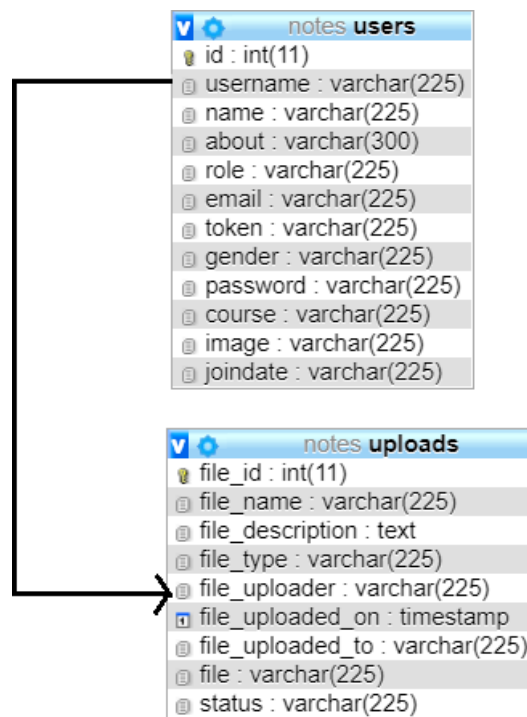 v notes users
id : int(11)
username : varchar(225)
name : varchar(225)
about : varchar(300)
role : varchar(225)
email : varchar(225)
token : varchar(225)
gender : varchar(225)
password : varchar(225)
course : varchar(225)
image : varchar(225)
joindate : varchar(225)
v notes uploads
file_id : int(11)
file_name : varchar(225)
file_description : text
file_type : varchar(225)
file_uploader : varchar(225)
file_uploaded_on : timestamp
file_uploaded_to : varchar(225)
file : varchar(225)
status : varchar(225)